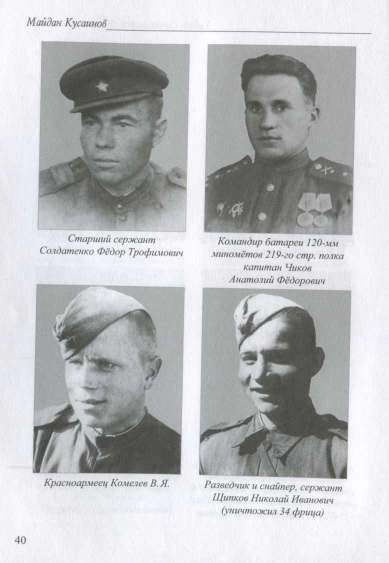 Майдан Кусаинов
Старший сержант
Солдатенко Фёдор Трофимович
Командир батареи 120-мм
миномётов 219-го стр. полка
капитан Чиков
Анатолий Фёдорович
Красноармеец Комелев В. Я.
Разведчик и снайпер, сержант
Щипков Николай Иванович
(уничтожил 34 фрица)
40